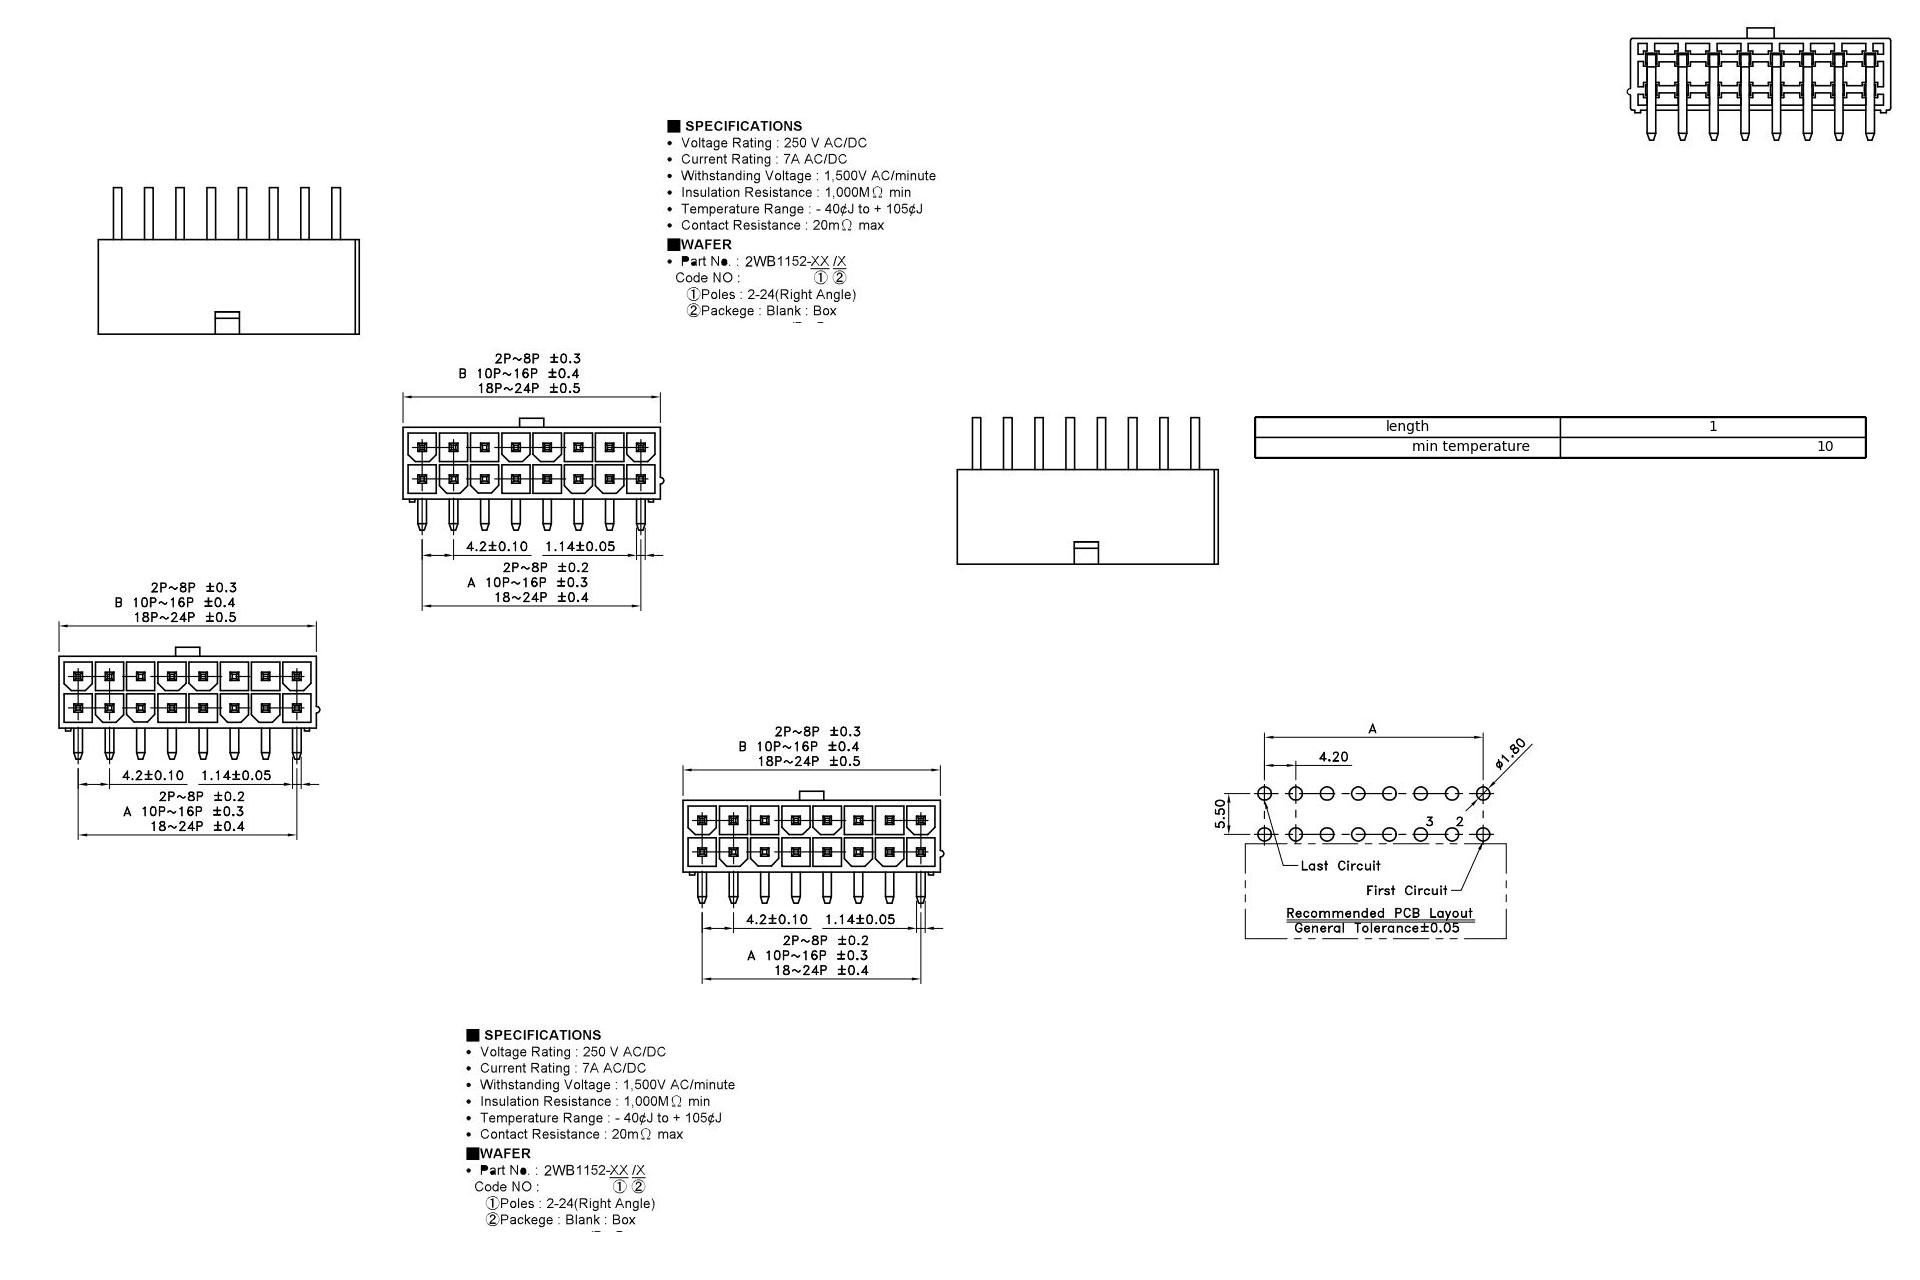 ■ SPECIFICATIONS
• Voltage Rating : 250 V AC/DC
• Current Rating : 7A AC/DC
• Withstanding Voltage : 1,500V AC/minute
• Insulation Resistance : 1,000MΩ min
• Temperature Range : - 40¢J to + 105¢J
• Contact Resistance : 20mΩ max
■WAFER
• Part No. : 2WB1152-XX /X
Code NO : ① ②
①Poles : 2-24(Right Angle)
②Packege : Blank : Box
2P~8P ±0.3
B 10P~16P ±0.4
18P~24P ±0.5
4.2±0.10 1.14±0.05
2P~8P ±0.2
A 10P~16P ±0.3
18~24P ±0.4
length 1
min temperature 10
2P~8P ±0.3
B 10P~16P ±0.4
18P~24P ±0.5
4.2±0.10 1.14±0.05
2P~8P ±0.2
A 10P~16P ±0.3
18~24P ±0.4
2P~8P ±0.3
B 10P~16P ±0.4
18P~24P ±0.5
4.2±0.10 1.14±0.05
2P~8P ±0.2
A 10P~16P ±0.3
18~24P ±0.4
A
4.20
ø1.80
5.50
3 2
Last Circuit
First Circuit
Recommended PCB Layout
General Tolerance±0.05
■ SPECIFICATIONS
• Voltage Rating : 250 V AC/DC
• Current Rating : 7A AC/DC
• Withstanding Voltage : 1,500V AC/minute
• Insulation Resistance : 1,000MΩ min
• Temperature Range : - 40¢J to + 105¢J
• Contact Resistance : 20mΩ max
■WAFER
• Part No. : 2WB1152-XX /X
Code NO : ① ②
①Poles : 2-24(Right Angle)
②Packege : Blank : Box